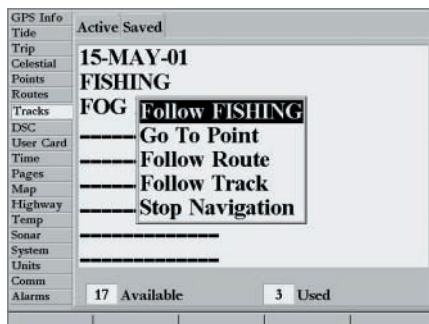 GPS Info
Tide
Trip
Celestial
Points
Routes
Tracks
DSC
User Card
Time
Pages
Map
Highway
Temp
Sonar
System
Units
Comm
Alarms
Active Saved
15-MAY-01
FISHING
FOG
Follow FISHING
Go To Point
Follow Route
Follow Track
Stop Navigation
17 Available 3 Used